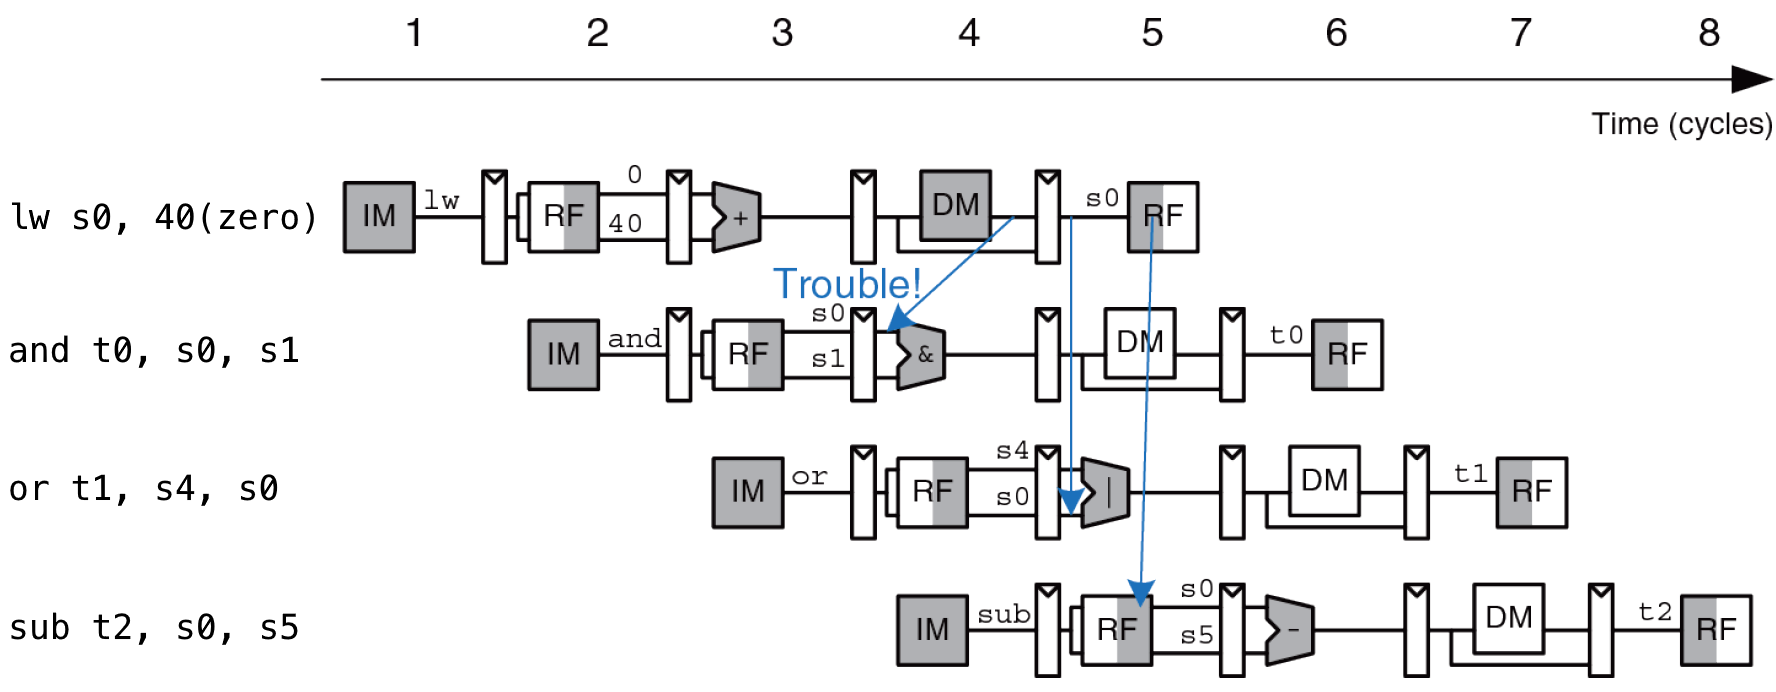 1 2 3 4 5 6 7 8
Time (cycles)
lw s0, 40(zero) IM lw RF 0 40 + DM s0 RF
Trouble!
and t0, s0, s1 IM and RF s0 s1 & DM t0 RF
or t1, s4, s0 IM or RF s4 s0 | DM t1 RF
sub t2, s0, s5 IM sub RF s0 s5 - DM t2 RF